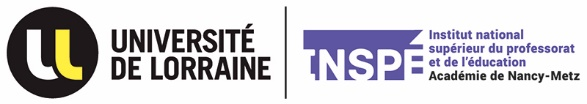 UNIVERSITÉ
DE LORRAINE
INSPÉ
Institut national
supérieur du professorat
et de l'éducation
Académie de Nancy-Metz